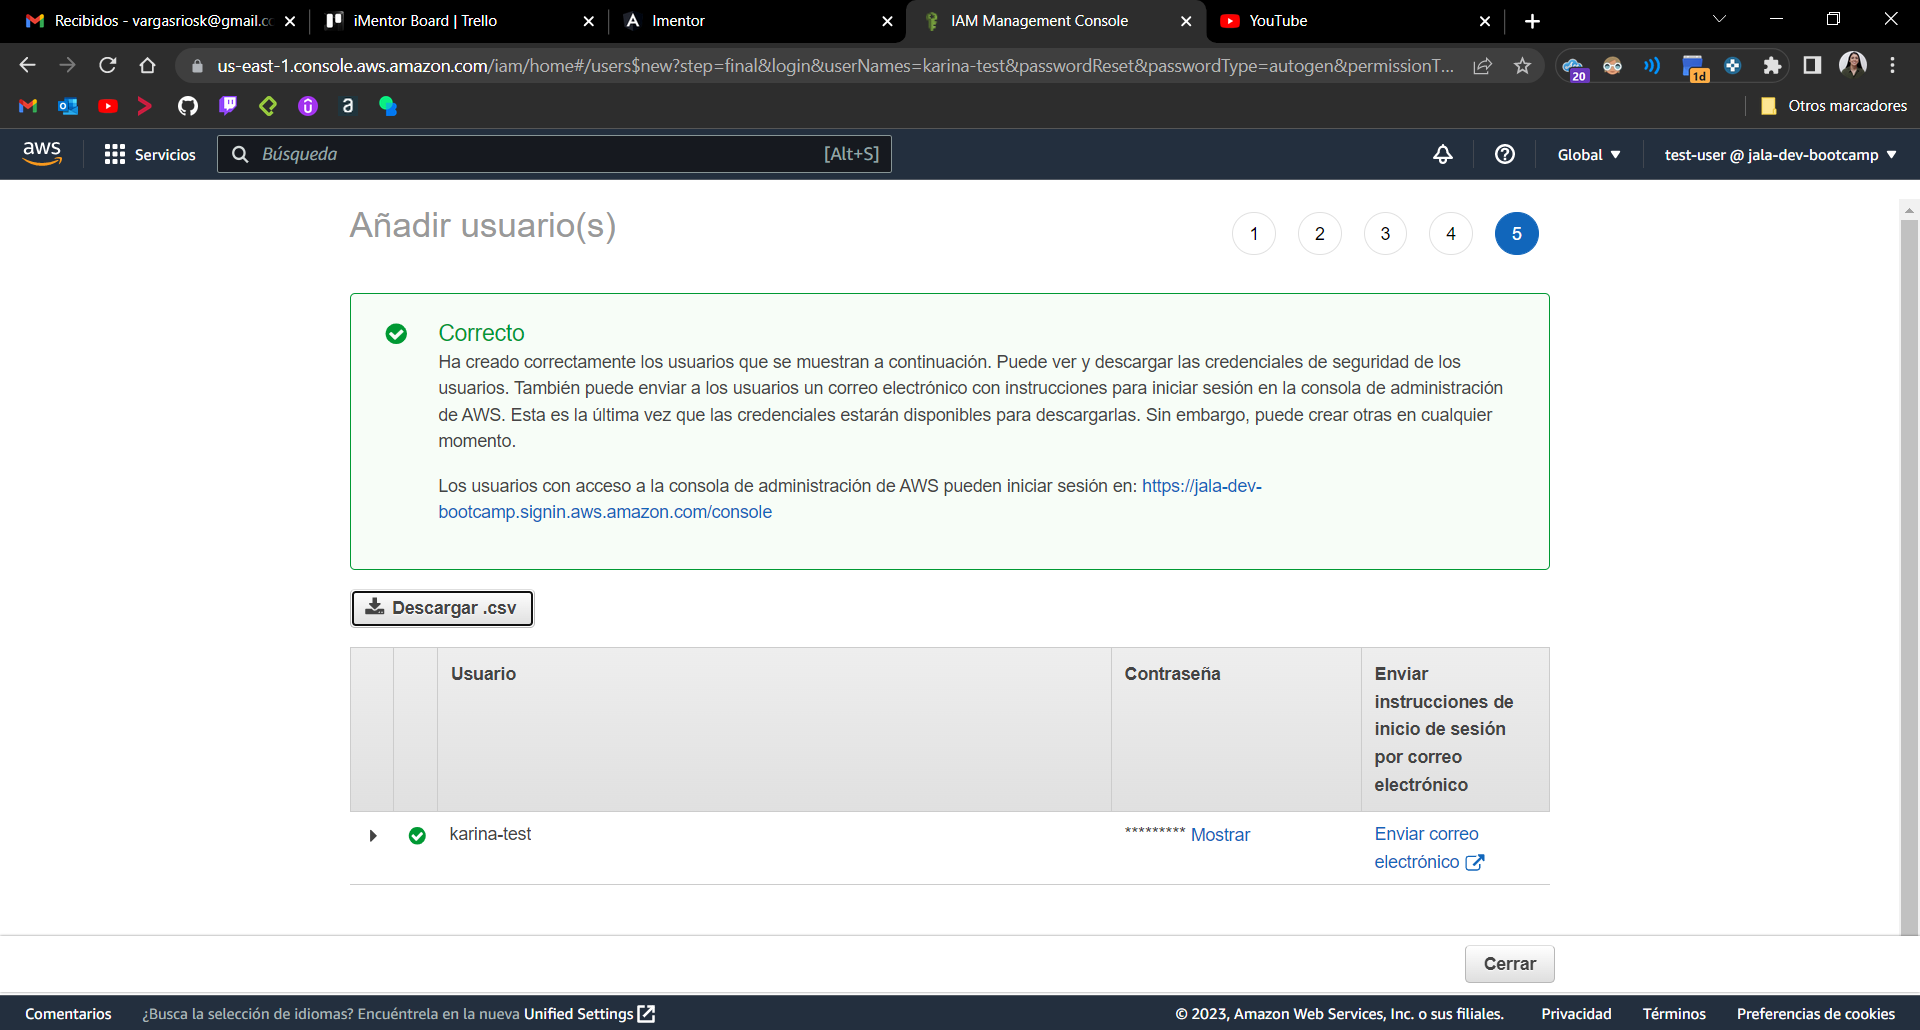 Recibidos - vargasriosk@gmail.c
iMentor Board | Trello
Imentor
IAM Management Console
YouTube
us-east-1.console.aws.amazon.com/iam/home#/users$new?step=final&login&userNames=karina-test&passwordReset&passwordType=autogen&permissionT...
20
1d
Otros marcadores
aws
Servicios
Búsqueda
[Alt+S]
Global
test-user @ jala-dev-bootcamp
Añadir usuario(s)
1 2 3 4 5
Correcto
Ha creado correctamente los usuarios que se muestran a continuación. Puede ver y descargar las credenciales de seguridad de los
usuarios. También puede enviar a los usuarios un correo electrónico con instrucciones para iniciar sesión en la consola de administración
de AWS. Esta es la última vez que las credenciales estarán disponibles para descargarlas. Sin embargo, puede crear otras en cualquier
momento.
Los usuarios con acceso a la consola de administración de AWS pueden iniciar sesión en: https://jala-dev-
bootcamp.signin.aws.amazon.com/console
Descargar .csv
Usuario
Contraseña
Enviar
instrucciones de
inicio de sesión
por correo
electrónico
karina-test
********* Mostrar
Enviar correo
electrónico
Cerrar
Comentarios
¿Busca la selección de idiomas? Encuéntrela en la nueva Unified Settings
© 2023, Amazon Web Services, Inc. o sus filiales.
Privacidad
Términos
Preferencias de cookies